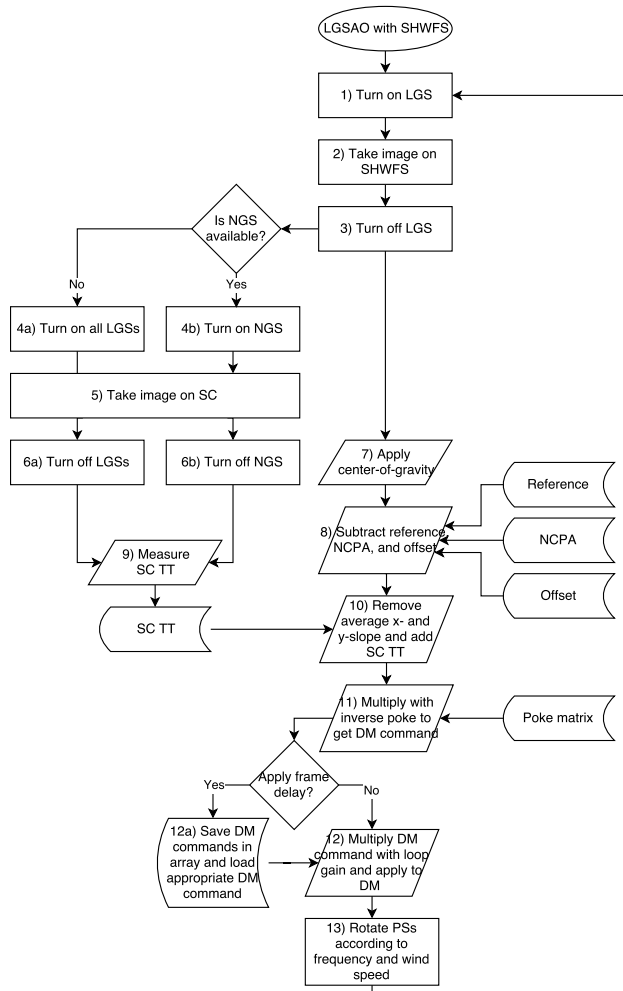 LGSAO with SHWFS
1) Turn on LGS
2) Take image on
SHWFS
3) Turn off LGS
Is NGS
available?
No
Yes
4a) Turn on all LGSs
4b) Turn on NGS
5) Take image on SC
6a) Turn off LGSs
6b) Turn off NGS
7) Apply
center-of-gravity
8) Subtract reference,
NCPA, and offset
Reference
NCPA
Offset
9) Measure
SC TT
SC TT
10) Remove
average x- and
y-slope and add
SC TT
11) Multiply with
inverse poke to
get DM command
Poke matrix
Apply frame
delay?
Yes
No
12a) Save DM
commands in
array and load
appropriate DM
command
12) Multiply DM
command with loop
gain and apply to
DM
13) Rotate PSs
according to
frequency and wind
speed